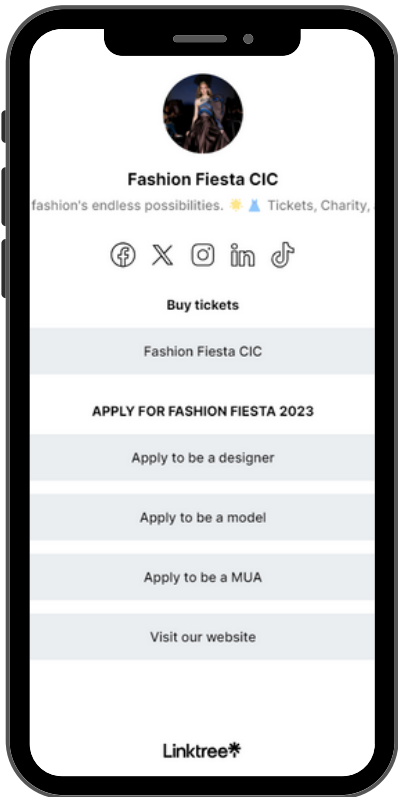 Fashion Fiesta CIC
fashion's endless possibilities. ☀️ 👗 Tickets, Charity,
Buy tickets
Fashion Fiesta CIC
APPLY FOR FASHION FIESTA 2023
Apply to be a designer
Apply to be a model
Apply to be a MUA
Visit our website
Linktree